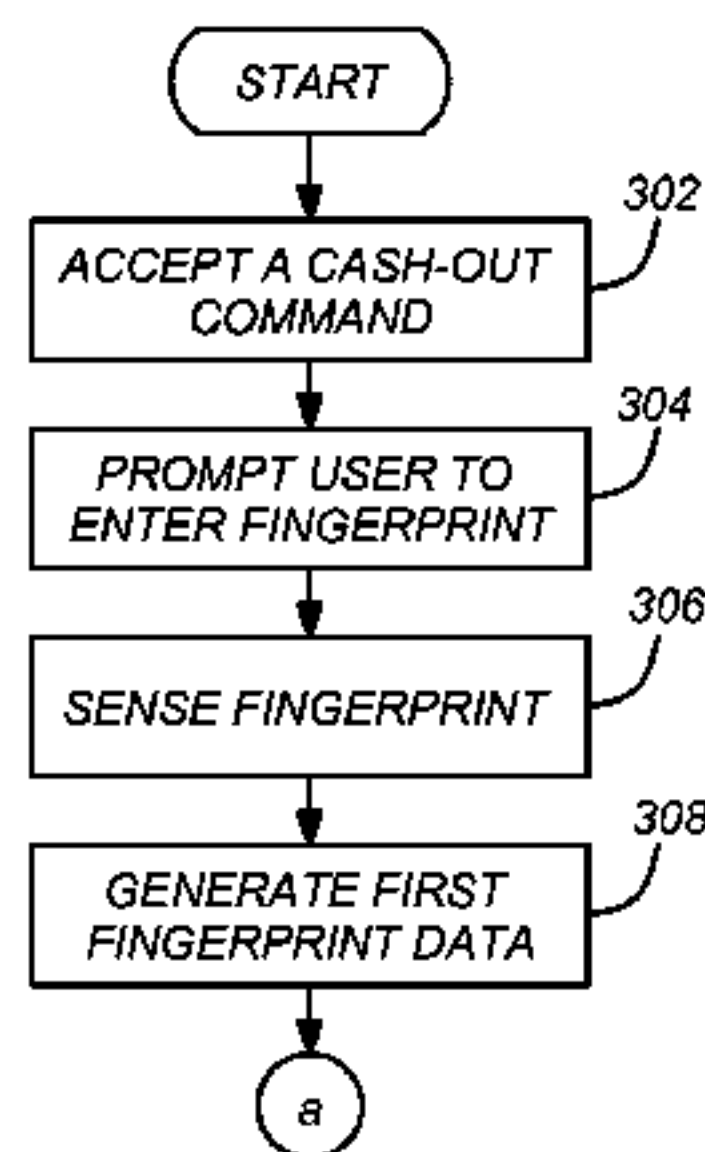 START
302
ACCEPT A CASH-OUT
COMMAND
304
PROMPT USER TO
ENTER FINGERPRINT
306
SENSE FINGERPRINT
308
GENERATE FIRST
FINGERPRINT DATA
a